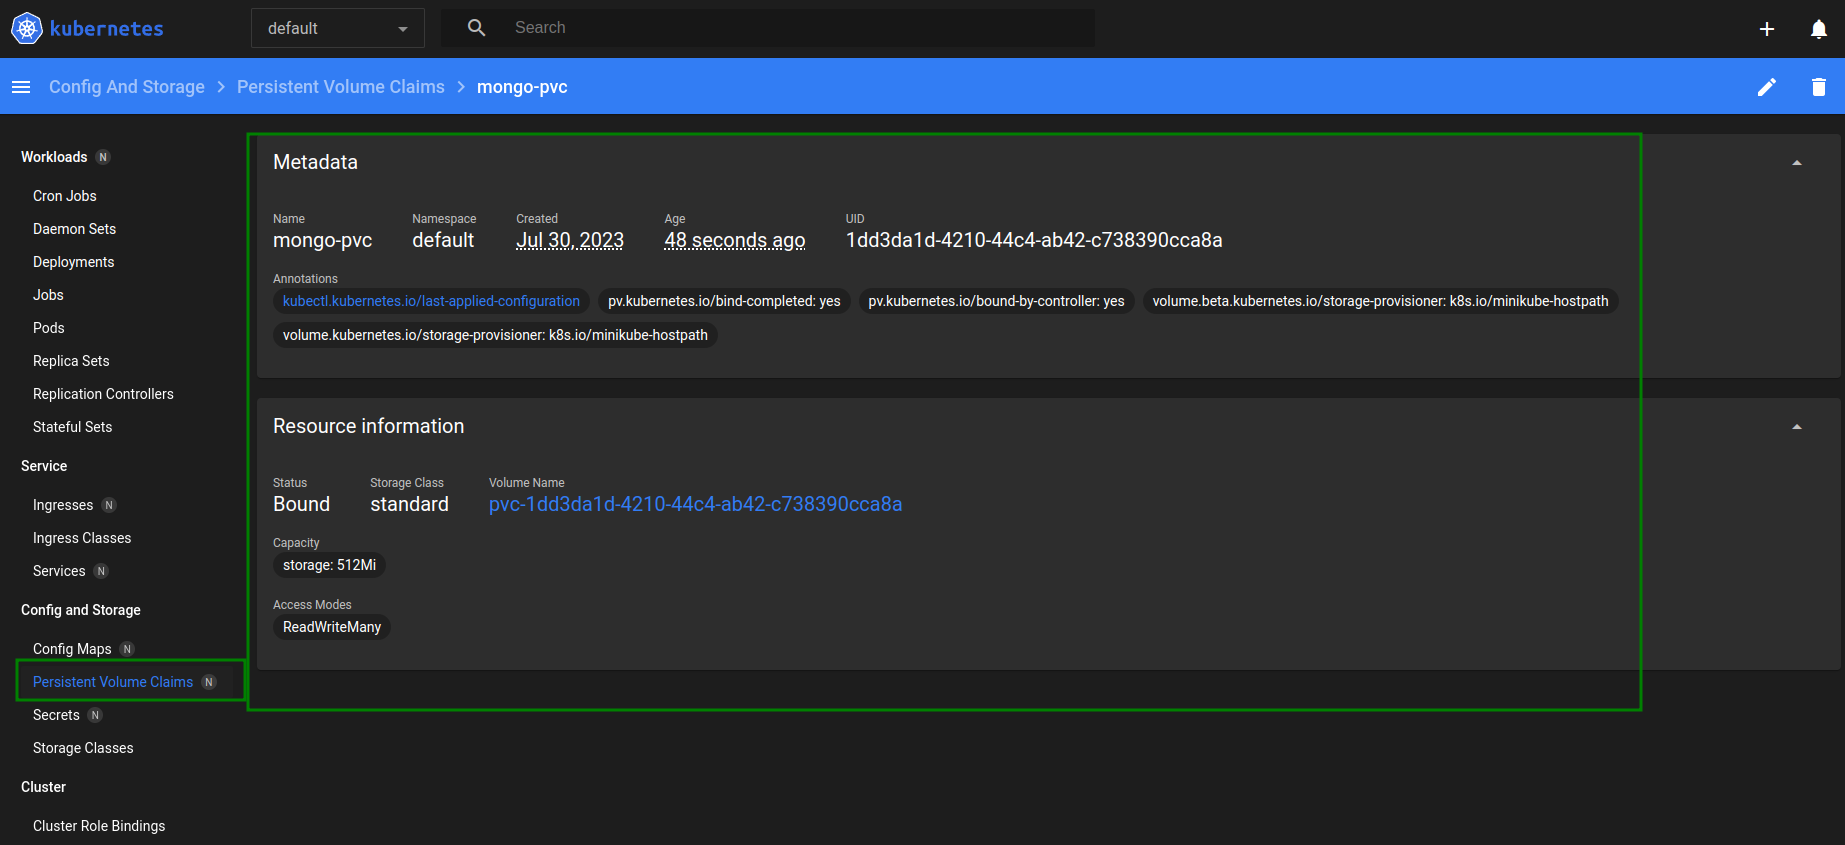 kubernetes
default
Search
Config And Storage > Persistent Volume Claims > mongo-pvc
Workloads N
Cron Jobs
Daemon Sets
Deployments
Jobs
Pods
Replica Sets
Replication Controllers
Stateful Sets
Service
Ingresses N
Ingress Classes
Services N
Config and Storage
Config Maps N
Persistent Volume Claims N
Secrets N
Storage Classes
Cluster
Cluster Role Bindings
Metadata
Name Namespace Created Age UID
mongo-pvc default Jul 30, 2023 48 seconds ago 1dd3da1d-4210-44c4-ab42-c738390cca8a
Annotations
kubectl.kubernetes.io/last-applied-configuration pv.kubernetes.io/bind-completed: yes pv.kubernetes.io/bound-by-controller: yes volume.beta.kubernetes.io/storage-provisioner: k8s.io/minikube-hostpath
volume.kubernetes.io/storage-provisioner: k8s.io/minikube-hostpath
Resource information
Status Storage Class Volume Name
Bound standard pvc-1dd3da1d-4210-44c4-ab42-c738390cca8a
Capacity
storage: 512Mi
Access Modes
ReadWriteMany